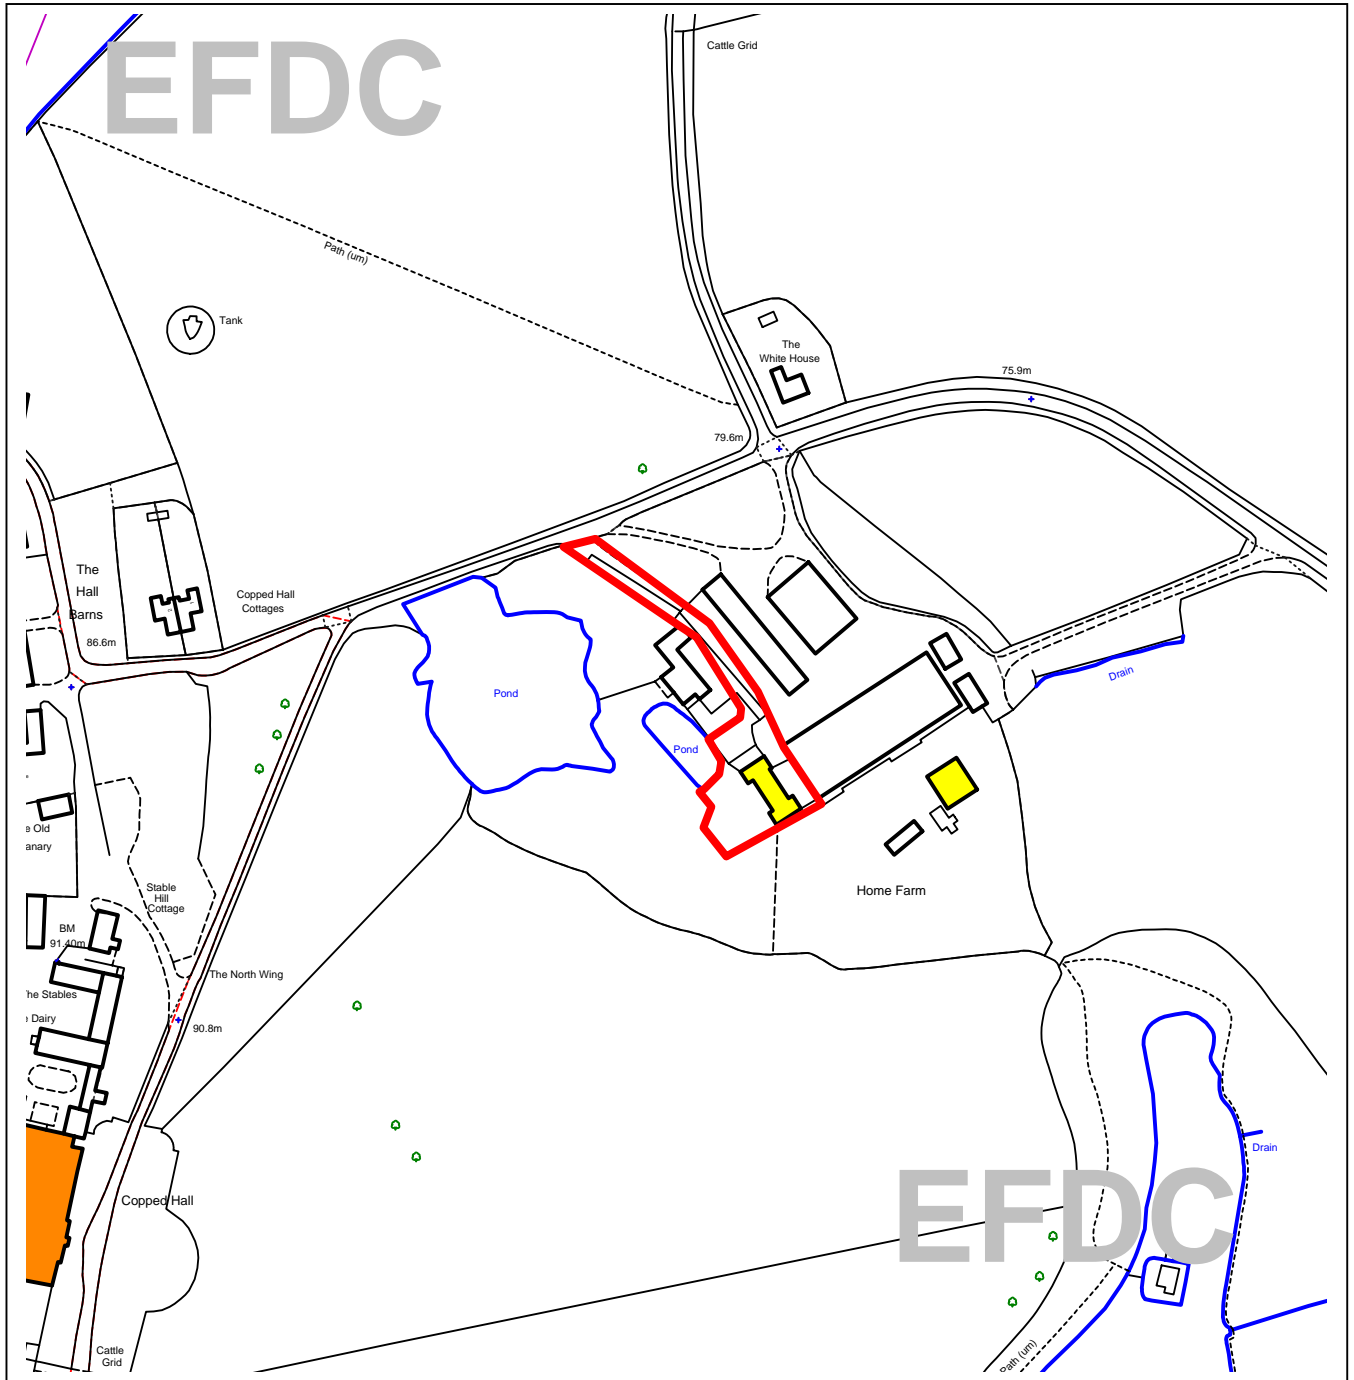 EFDC
Cattle Grid
Path (um)
Tank
The
White House
75.9m
79.6m
The
Hall
Barns
Copped Hall
Cottages
86.6m
Pond
Drain
Pond
Old
Stable
Hill
Cottage
Home Farm
BM
91.40m
The North Wing
The Stables
Dairy
90.8m
Drain
EFDC
Copped Hall
Cattle
Grid
Path (um)